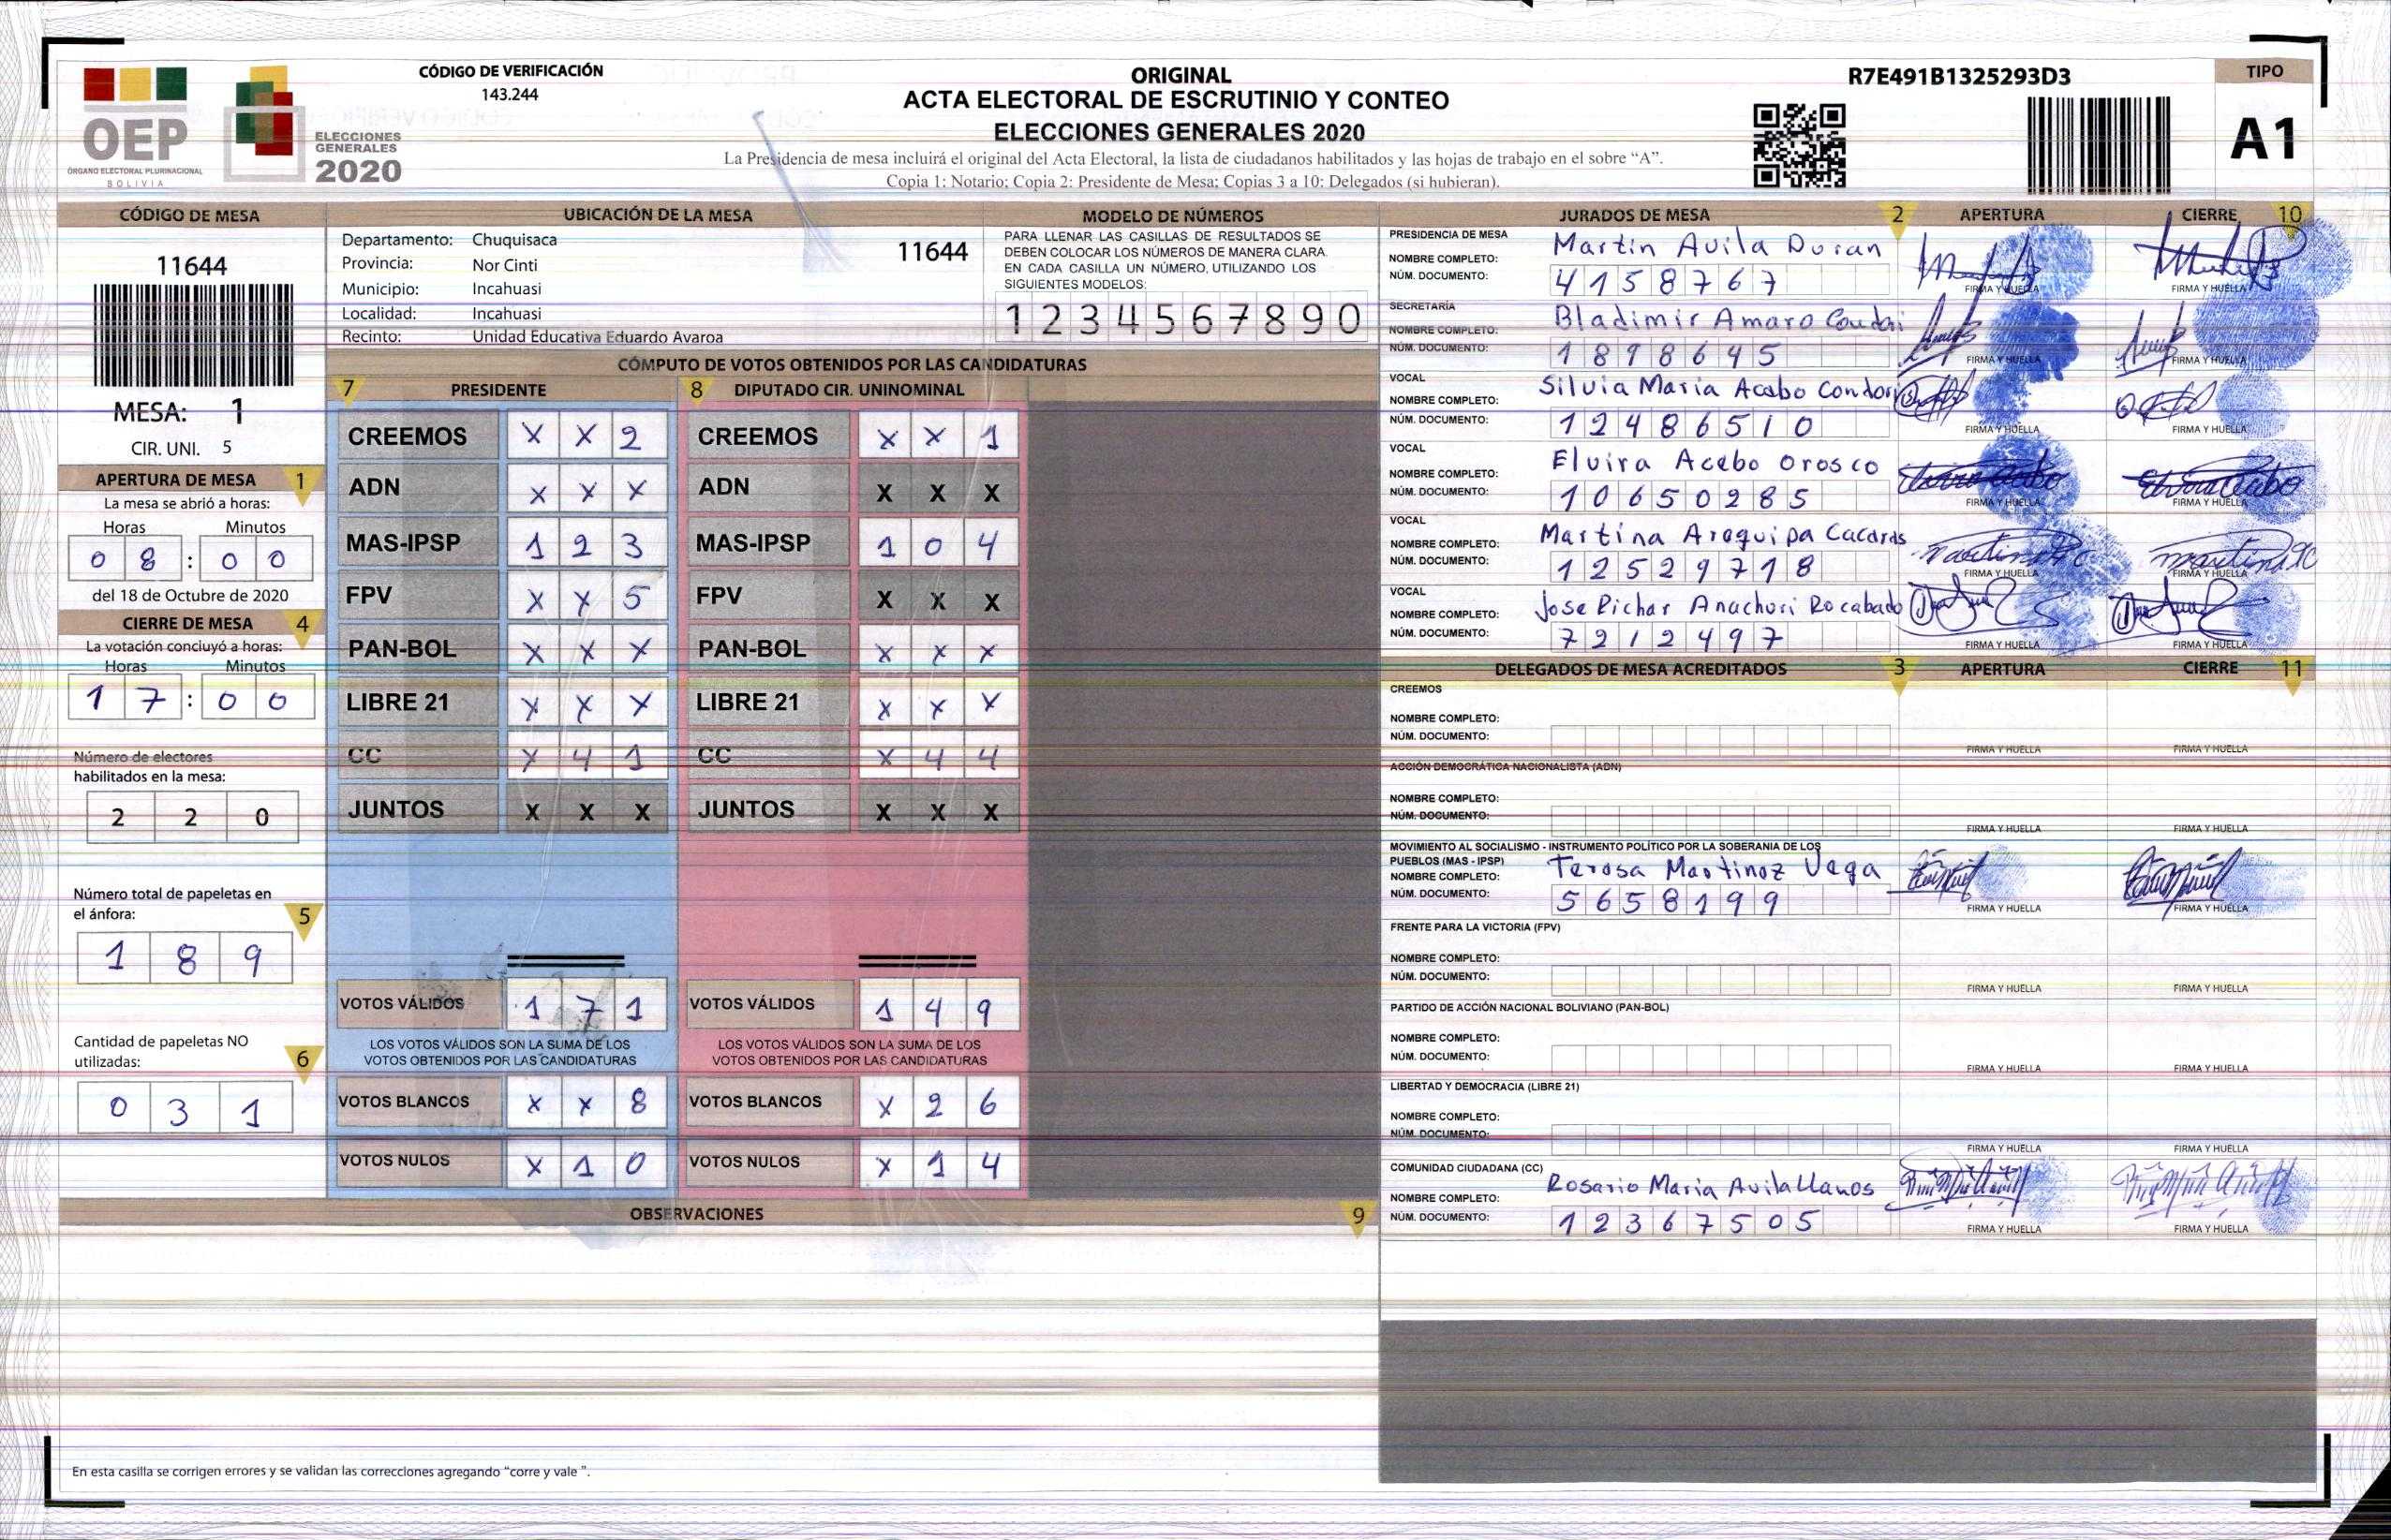 CÓDIGO DE VERIFICACIÓN
143.244
OEP
ÓRGANO ELECTORAL PLURINACIONAL
BOLIVIA
ELECCIONES
GENERALES
2020
ORIGINAL
ACTA ELECTORAL DE ESCRUTINIO Y CONTEO
ELECCIONES GENERALES 2020
La Presidencia de mesa incluirá el original del Acta Electoral, la lista de ciudadanos habilitados y las hojas de trabajo en el sobre “A”.
Copia 1: Notario; Copia 2: Presidente de Mesa; Copias 3 a 10: Delegados (si hubieran).
R7E491B1325293D3
TIPO
A1
CÓDIGO DE MESA
11644
MESA: 1
CIR. UNI. 5
APERTURA DE MESA 1
La mesa se abrió a horas:
Horas Minutos
0 8 : 0 0
del 18 de Octubre de 2020
CIERRE DE MESA 4
La votación concluyó a horas:
Horas Minutos
1 7 : 0 0
Número de electores
habilitados en la mesa:
2 2 0
Número total de papeletas en
el ánfora: 5
1 8 9
Cantidad de papeletas NO
utilizadas: 6
0 3 1
UBICACIÓN DE LA MESA
Departamento: Chuquisaca
11644
Provincia: Nor Cinti
Municipio: Incahuasi
Localidad: Incahuasi
Recinto: Unidad Educativa Eduardo Avaroa
MODELO DE NÚMEROS
PARA LLENAR LAS CASILLAS DE RESULTADOS SE
DEBEN COLOCAR LOS NÚMEROS DE MANERA CLARA.
EN CADA CASILLA UN NÚMERO, UTILIZANDO LOS
SIGUIENTES MODELOS:
1 2 3 4 5 6 7 8 9 0
CÓMPUTO DE VOTOS OBTENIDOS POR LAS CANDIDATURAS
7 PRESIDENTE 8 DIPUTADO CIR. UNINOMINAL
CREEMOS X X 2 CREEMOS X X 1
ADN X X X ADN X X X
MAS-IPSP 1 2 3 MAS-IPSP 1 0 4
FPV X X 5 FPV X X X
PAN-BOL X X X PAN-BOL X X X
LIBRE 21 X X X LIBRE 21 X X X
CC X 4 1 CC X 4 4
JUNTOS X X X JUNTOS X X X
VOTOS VÁLIDOS 1 7 1 VOTOS VÁLIDOS 1 4 9
LOS VOTOS VÁLIDOS SON LA SUMA DE LOS LOS VOTOS VÁLIDOS SON LA SUMA DE LOS
VOTOS OBTENIDOS POR LAS CANDIDATURAS VOTOS OBTENIDOS POR LAS CANDIDATURAS
VOTOS BLANCOS X X 8 VOTOS BLANCOS X 2 6
VOTOS NULOS X 1 0 VOTOS NULOS X 1 4
OBSERVACIONES 9
En esta casilla se corrigen errores y se validan las correcciones agregando “corre y vale ”.
JURADOS DE MESA 2 APERTURA CIERRE 10
PRESIDENCIA DE MESA
NOMBRE COMPLETO: Martin Avila Duran
NÚM. DOCUMENTO: 4158767
FIRMA Y HUELLA FIRMA Y HUELLA
SECRETARÍA
NOMBRE COMPLETO: Bladimir Amaro
NÚM. DOCUMENTO: 1898645
FIRMA Y HUELLA FIRMA Y HUELLA
VOCAL
NOMBRE COMPLETO: Silvia Maria Acabo Condori
NÚM. DOCUMENTO: 12486510
FIRMA Y HUELLA FIRMA Y HUELLA
VOCAL
NOMBRE COMPLETO: Elvira Acebo Orosco
NÚM. DOCUMENTO: 10650285
FIRMA Y HUELLA FIRMA Y HUELLA
VOCAL
NOMBRE COMPLETO: Martina Arequipa
NÚM. DOCUMENTO: 12529718
FIRMA Y HUELLA FIRMA Y HUELLA
VOCAL
NOMBRE COMPLETO: Jose Richar Anachuri Rocabado
NÚM. DOCUMENTO: 7212497
FIRMA Y HUELLA FIRMA Y HUELLA
DELEGADOS DE MESA ACREDITADOS 3 APERTURA CIERRE 11
CREEMOS
NOMBRE COMPLETO:
NÚM. DOCUMENTO:
FIRMA Y HUELLA FIRMA Y HUELLA
ACCIÓN DEMOCRÁTICA NACIONALISTA (ADN)
NOMBRE COMPLETO:
NÚM. DOCUMENTO:
FIRMA Y HUELLA FIRMA Y HUELLA
MOVIMIENTO AL SOCIALISMO - INSTRUMENTO POLÍTICO POR LA SOBERANIA DE LOS
PUEBLOS (MAS - IPSP)
NOMBRE COMPLETO: Teresa Martinez Vega
NÚM. DOCUMENTO: 5658199
FIRMA Y HUELLA FIRMA Y HUELLA
FRENTE PARA LA VICTORIA (FPV)
NOMBRE COMPLETO:
NÚM. DOCUMENTO:
FIRMA Y HUELLA FIRMA Y HUELLA
PARTIDO DE ACCIÓN NACIONAL BOLIVIANO (PAN-BOL)
NOMBRE COMPLETO:
NÚM. DOCUMENTO:
FIRMA Y HUELLA FIRMA Y HUELLA
LIBERTAD Y DEMOCRACIA (LIBRE 21)
NOMBRE COMPLETO:
NÚM. DOCUMENTO:
FIRMA Y HUELLA FIRMA Y HUELLA
COMUNIDAD CIUDADANA (CC)
NOMBRE COMPLETO: Rosario Maria Avila Llanos
NÚM. DOCUMENTO: 12367505
FIRMA Y HUELLA FIRMA Y HUELLA